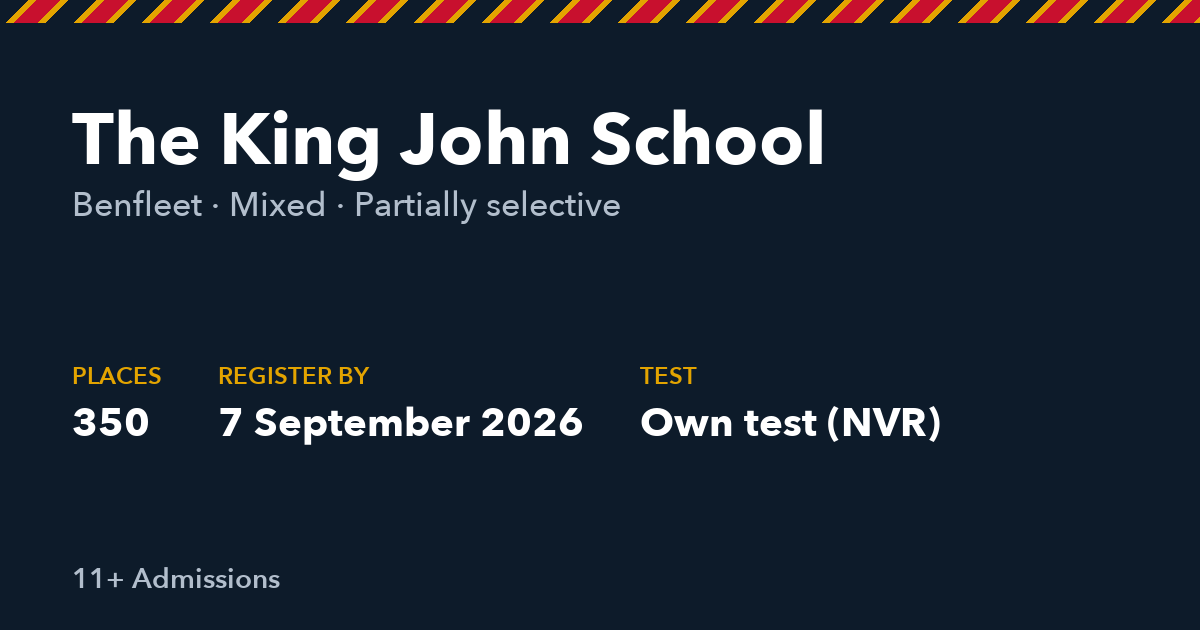 The King John School
Benfleet · Mixed · Partially selective
PLACES
350
REGISTER BY
7 September 2026
TEST
Own test (NVR)
11+ Admissions